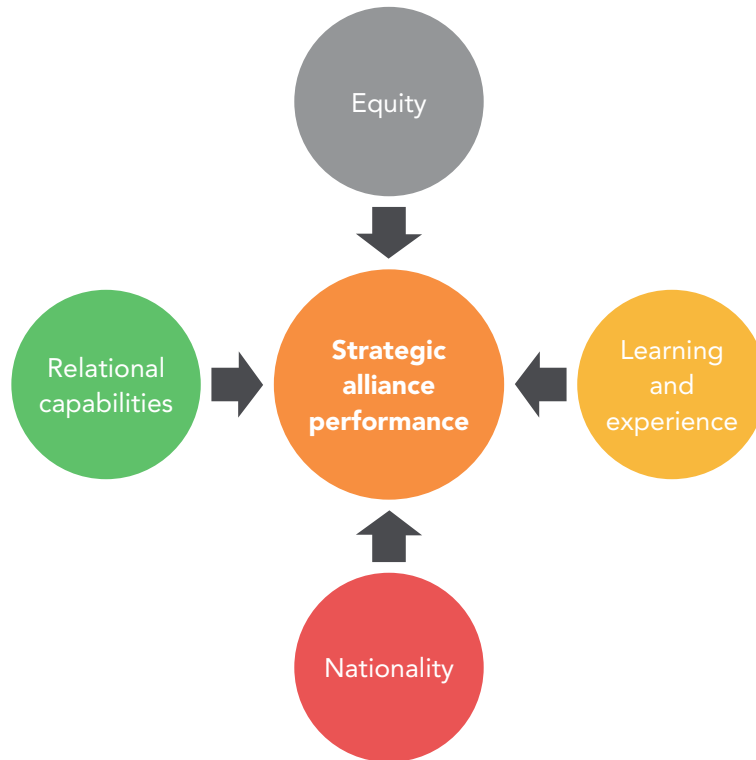 Equity
Relational
capabilities
Strategic
alliance
performance
Learning
and
experience
Nationality